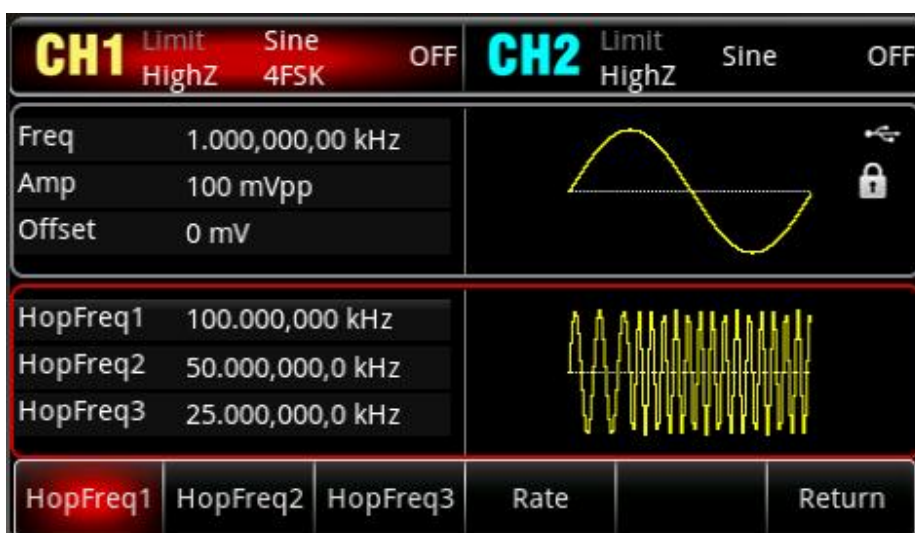 CH1 Limit Sine OFF CH2 Limit Sine OFF
HighZ 4FSK HighZ
Freq 1.000,000,00 kHz
Amp 100 mVpp
Offset 0 mV
HopFreq1 100.000,000 kHz
HopFreq2 50.000,000,0 kHz
HopFreq3 25.000,000,0 kHz
HopFreq1 HopFreq2 HopFreq3 Rate Return